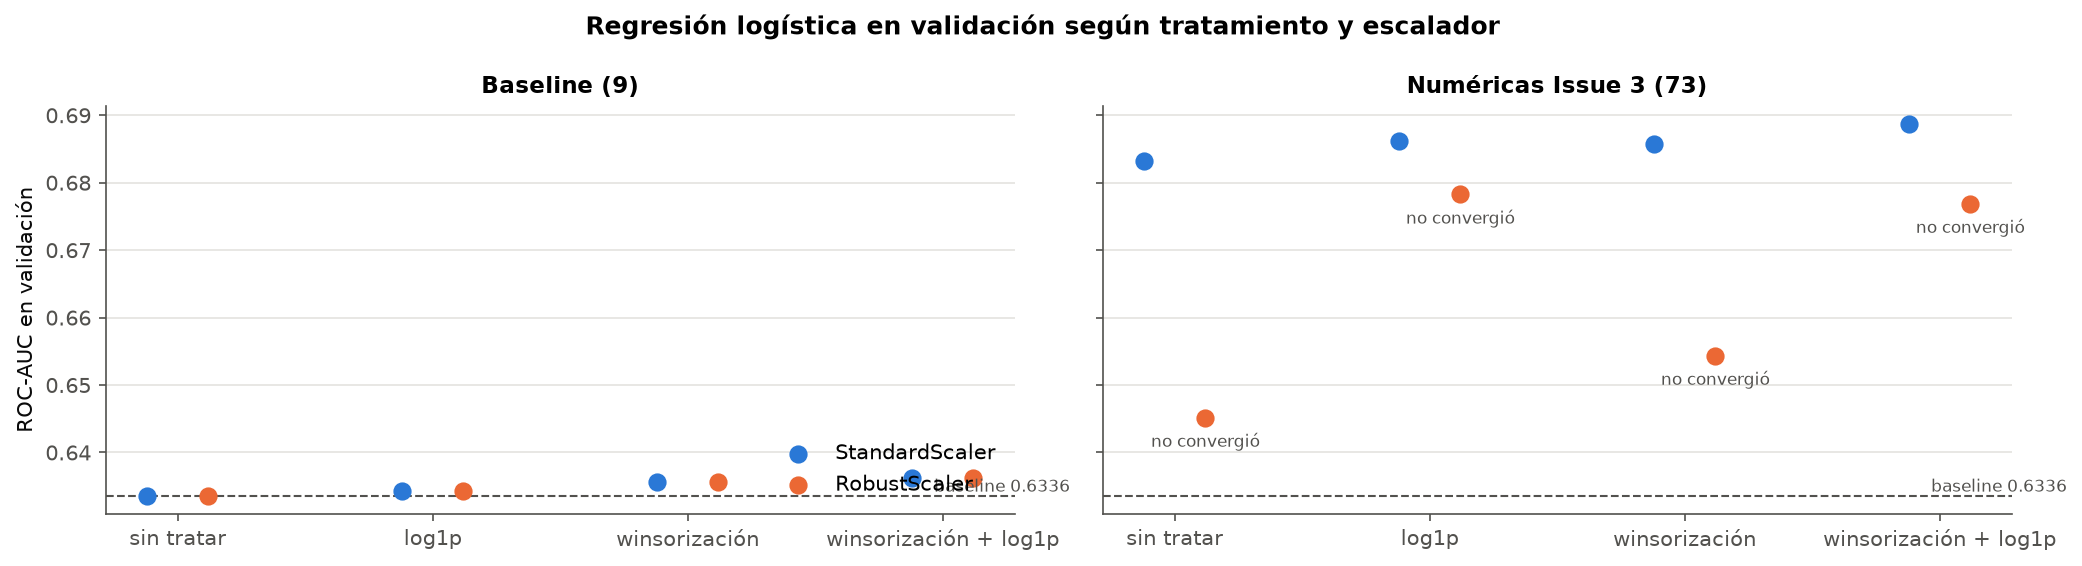 Regresión logística en validación según tratamiento y escalador
Baseline (9)
ROC-AUC en validación
0.69
0.68
0.67
0.66
0.65
0.64
StandardScaler
RobustScaler
baseline 0.6336
sin tratar
log1p
winsorización
winsorización + log1p
Numéricas Issue 3 (73)
no convergió
no convergió
no convergió
no convergió
baseline 0.6336
sin tratar
log1p
winsorización
winsorización + log1p